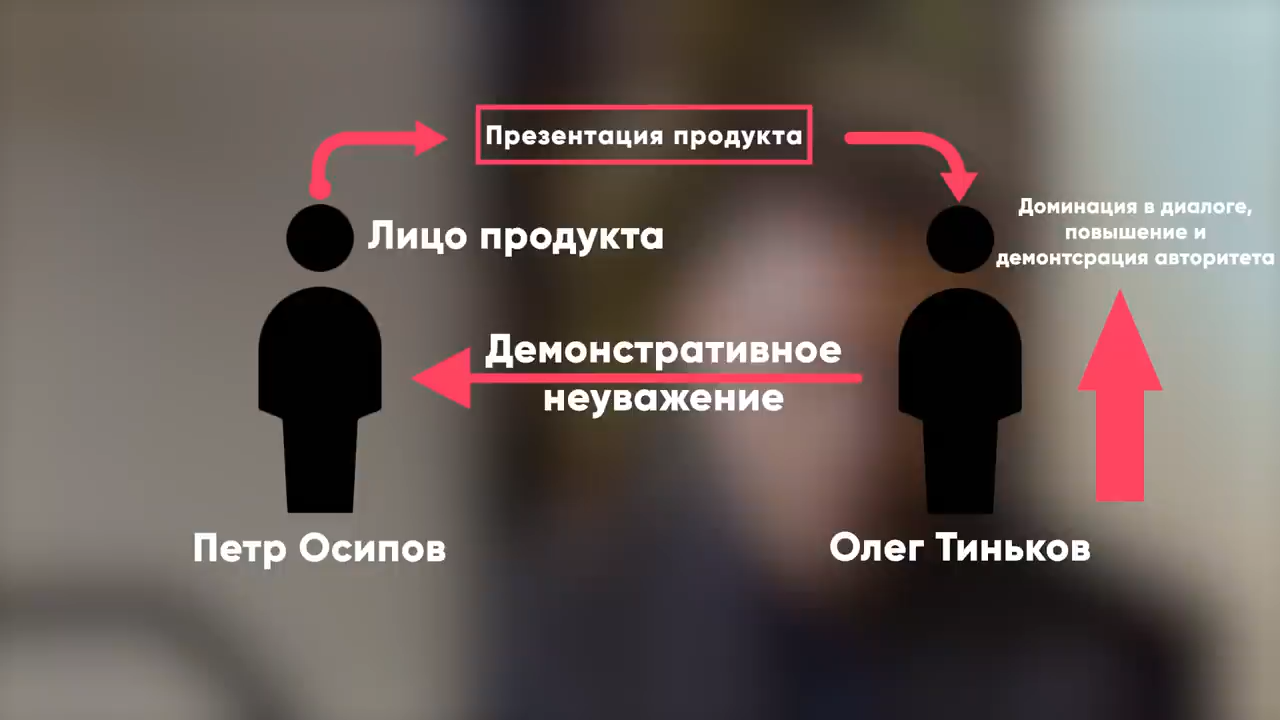 Презентация продукта
Лицо продукта
Доминация в диалоге,
повышение и
демонтсрация авторитета
Демонстративное
неуважение
Петр Осипов
Олег Тиньков